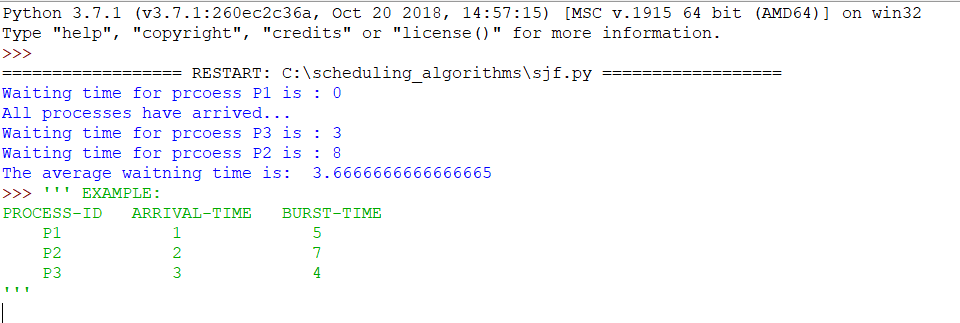 Python 3.7.1 (v3.7.1:260ec2c36a, Oct 20 2018, 14:57:15) [MSC v.1915 64 bit (AMD64)] on win32
Type "help", "copyright", "credits" or "license()" for more information.
>>>
================== RESTART: C:\scheduling_algorithms\sjf.py ==================
Waiting time for prcoess P1 is : 0
All processes have arrived...
Waiting time for prcoess P3 is : 3
Waiting time for prcoess P2 is : 8
The average waitning time is:  3.6666666666666665
>>> ''' EXAMPLE:
PROCESS-ID   ARRIVAL-TIME   BURST-TIME
    P1           1             5
    P2           2             7
    P3           3             4
'''